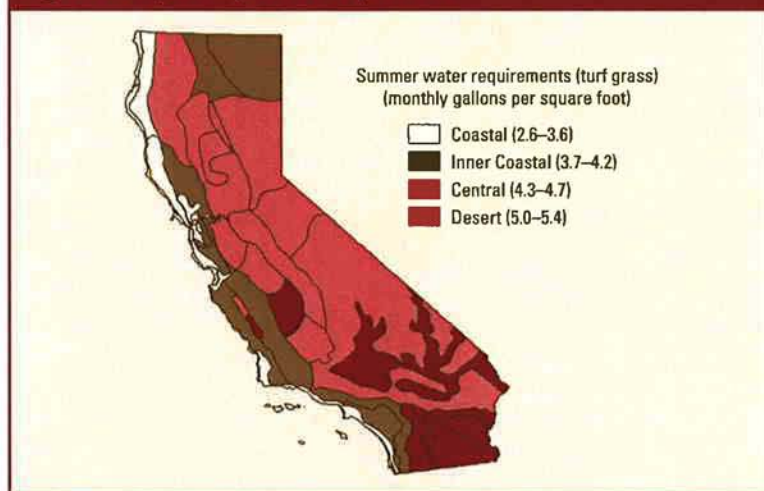 Summer water requirements (turf grass)
(monthly gallons per square foot)
Coastal (2.6–3.6)
Inner Coastal (3.7–4.2)
Central (4.3–4.7)
Desert (5.0–5.4)